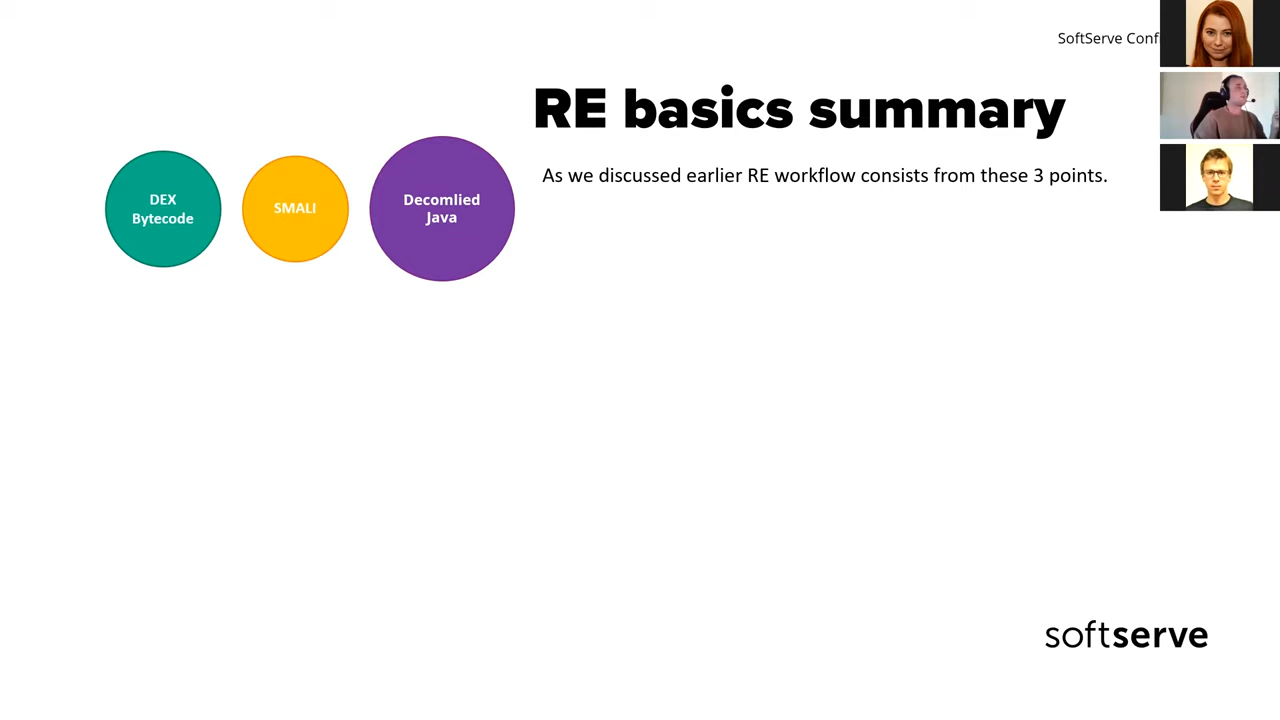 SoftServe Conf
RE basics summary
As we discussed earlier RE workflow consists from these 3 points.
DEX
Bytecode
SMALI
Decomlied
Java
softserve